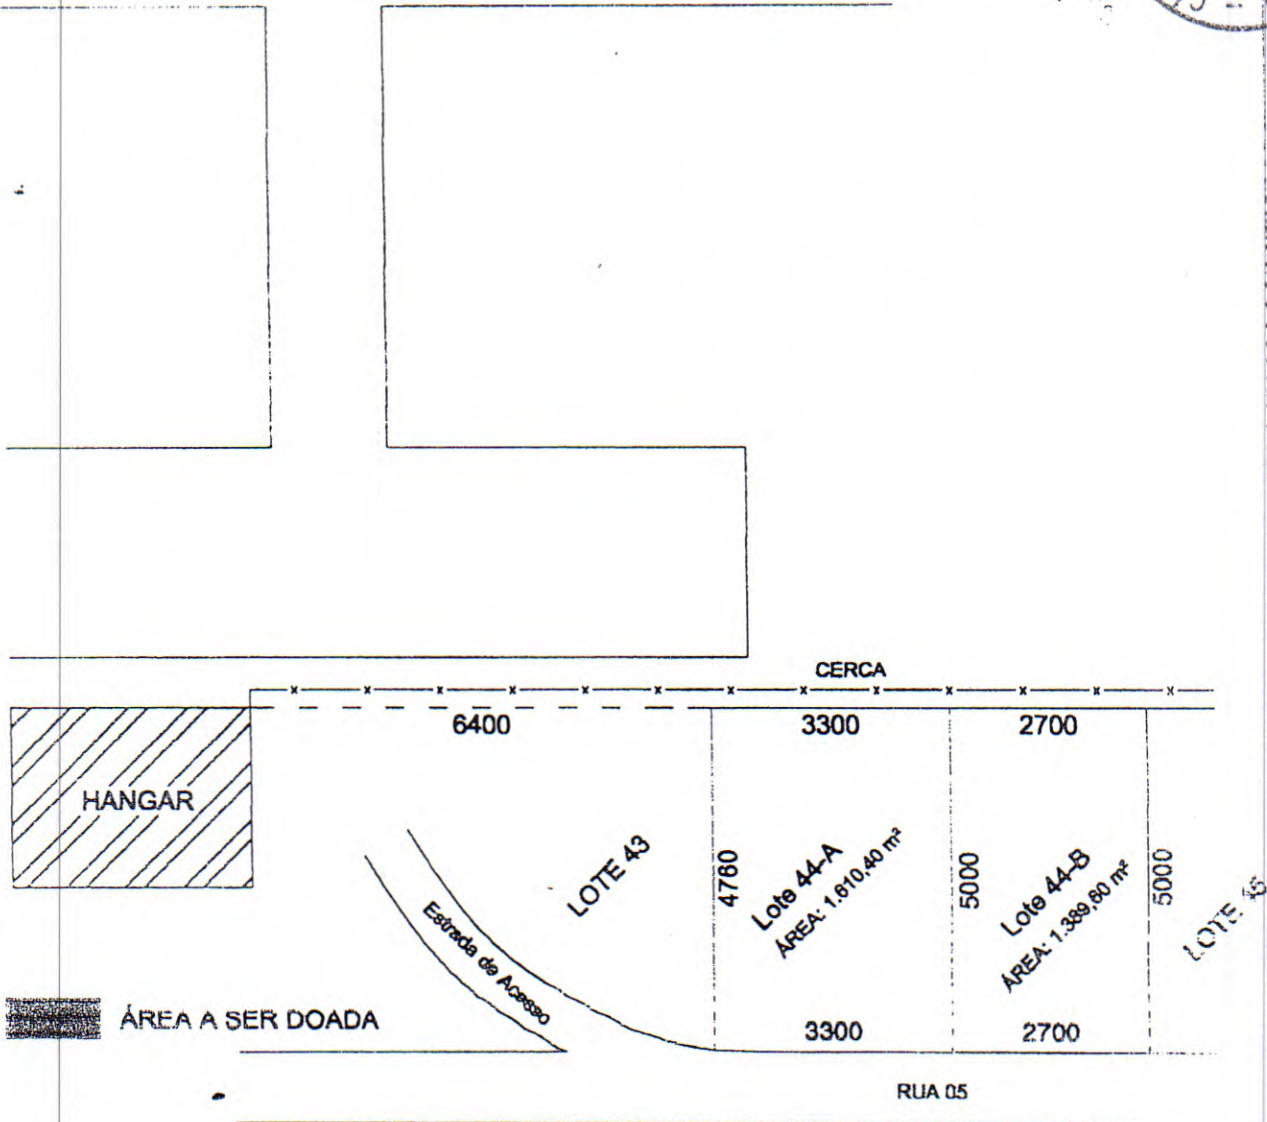 CERCA
6400
3300
2700
HANGAR
LOTE 43
4760
Lote 44-A
ÁREA: 1.610,40 m²
5000
Lote 44-B
ÁREA: 1.389,60 m²
5000
LOTE
Estrada de Acesso
ÁREA A SER DOADA
3300
2700
RUA 05